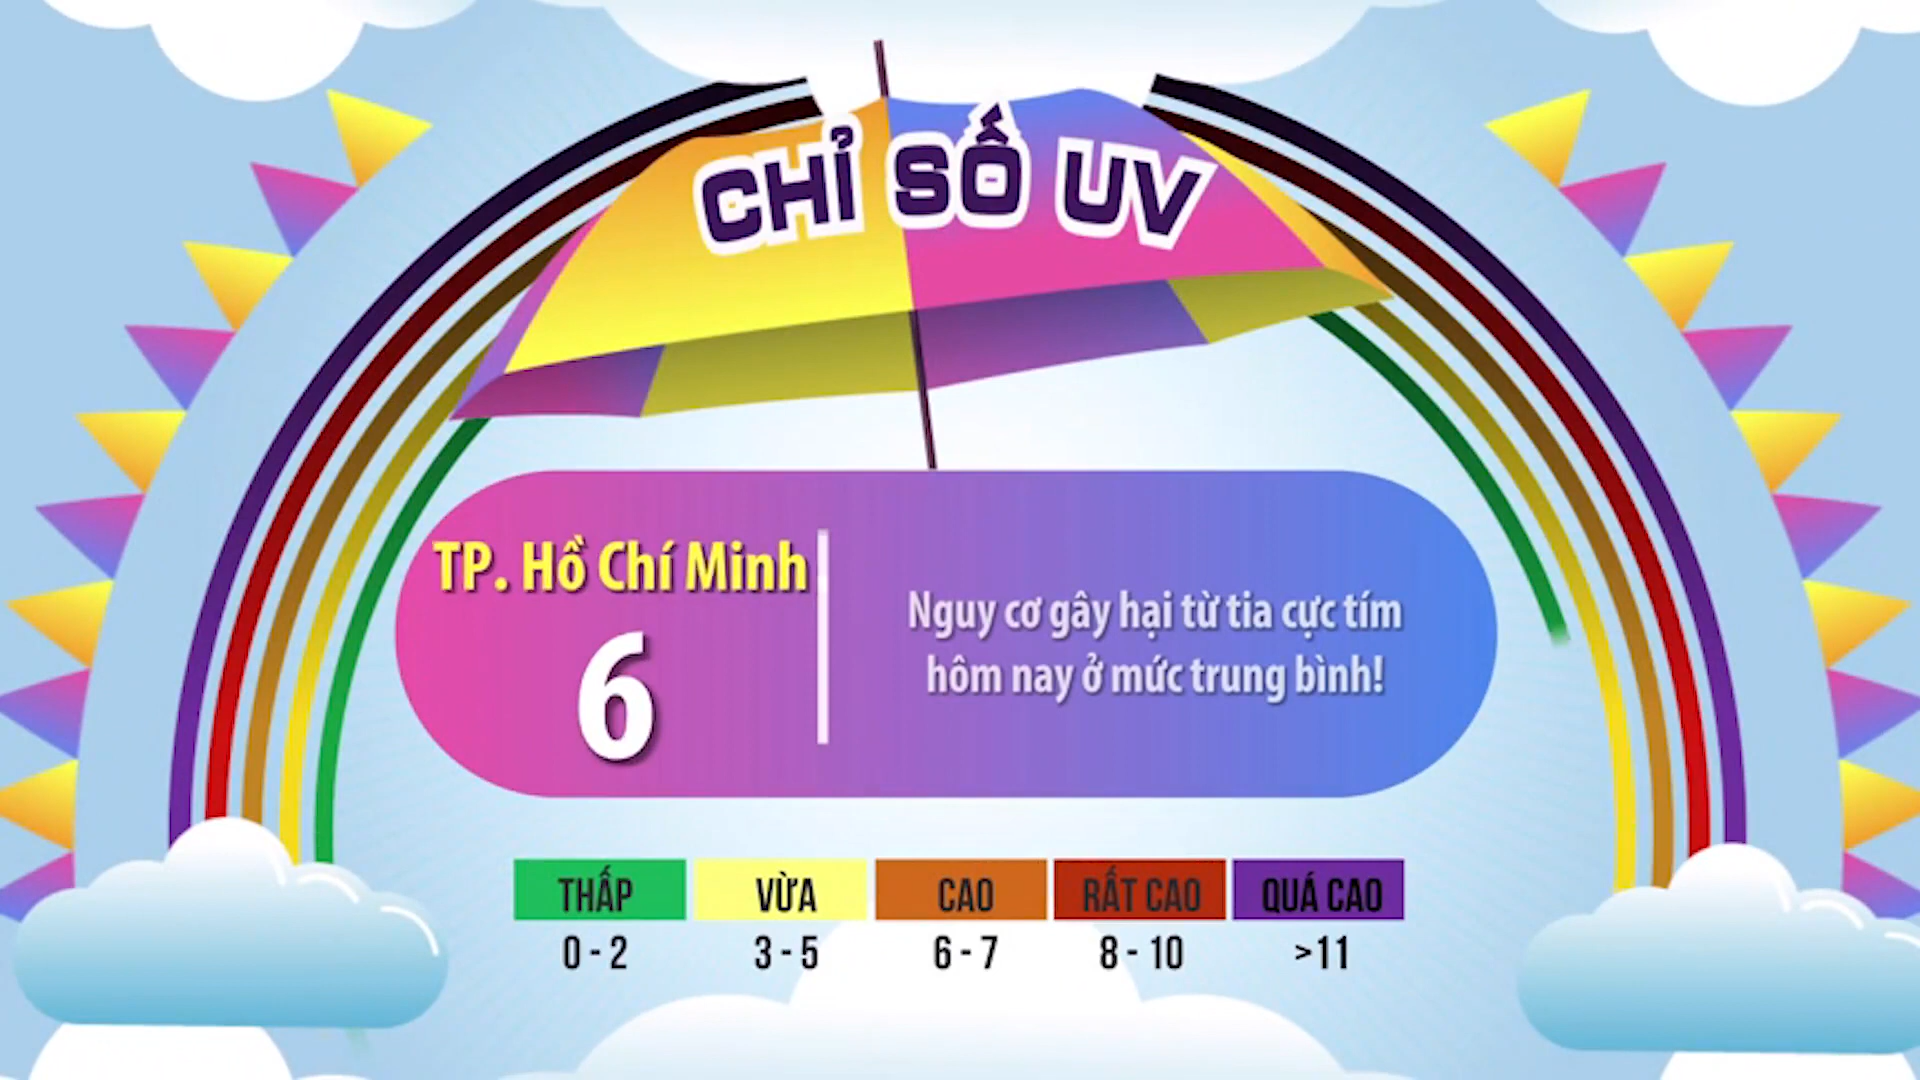 CHỈ SỐ UV
TP. Hồ Chí Minh
6
Nguy cơ gây hại từ tia cực tím
hôm nay ở mức trung bình!
THẤP VỪA CAO RẤT CAO QUÁ CAO
0 - 2 3 - 5 6 - 7 8 - 10 >11